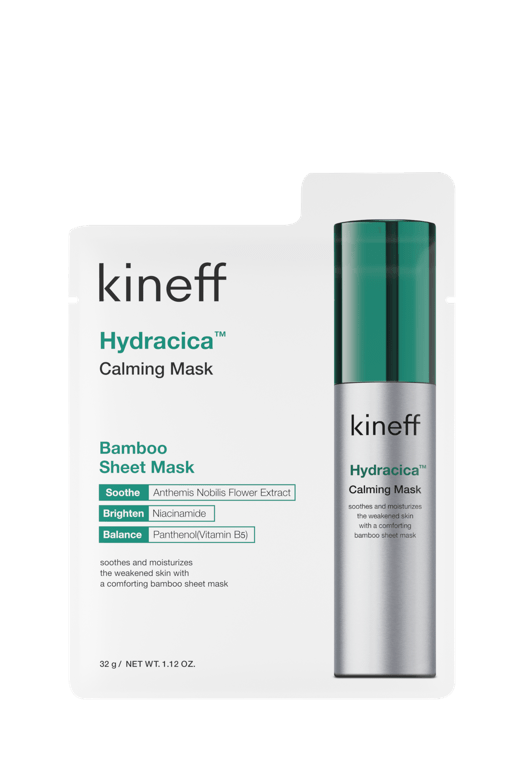 kineff
Hydracica™
Calming Mask
Bamboo
Sheet Mask
Soothe Anthemis Nobilis Flower Extract
Brighten Niacinamide
Balance Panthenol(Vitamin B5)
soothes and moisturizes
the weakened skin with
a comforting bamboo sheet mask
32 g / NET WT. 1.12 OZ.
kineff
Hydracica™
Calming Mask
soothes and moisturizes
the weakened skin
with a comforting
bamboo sheet mask